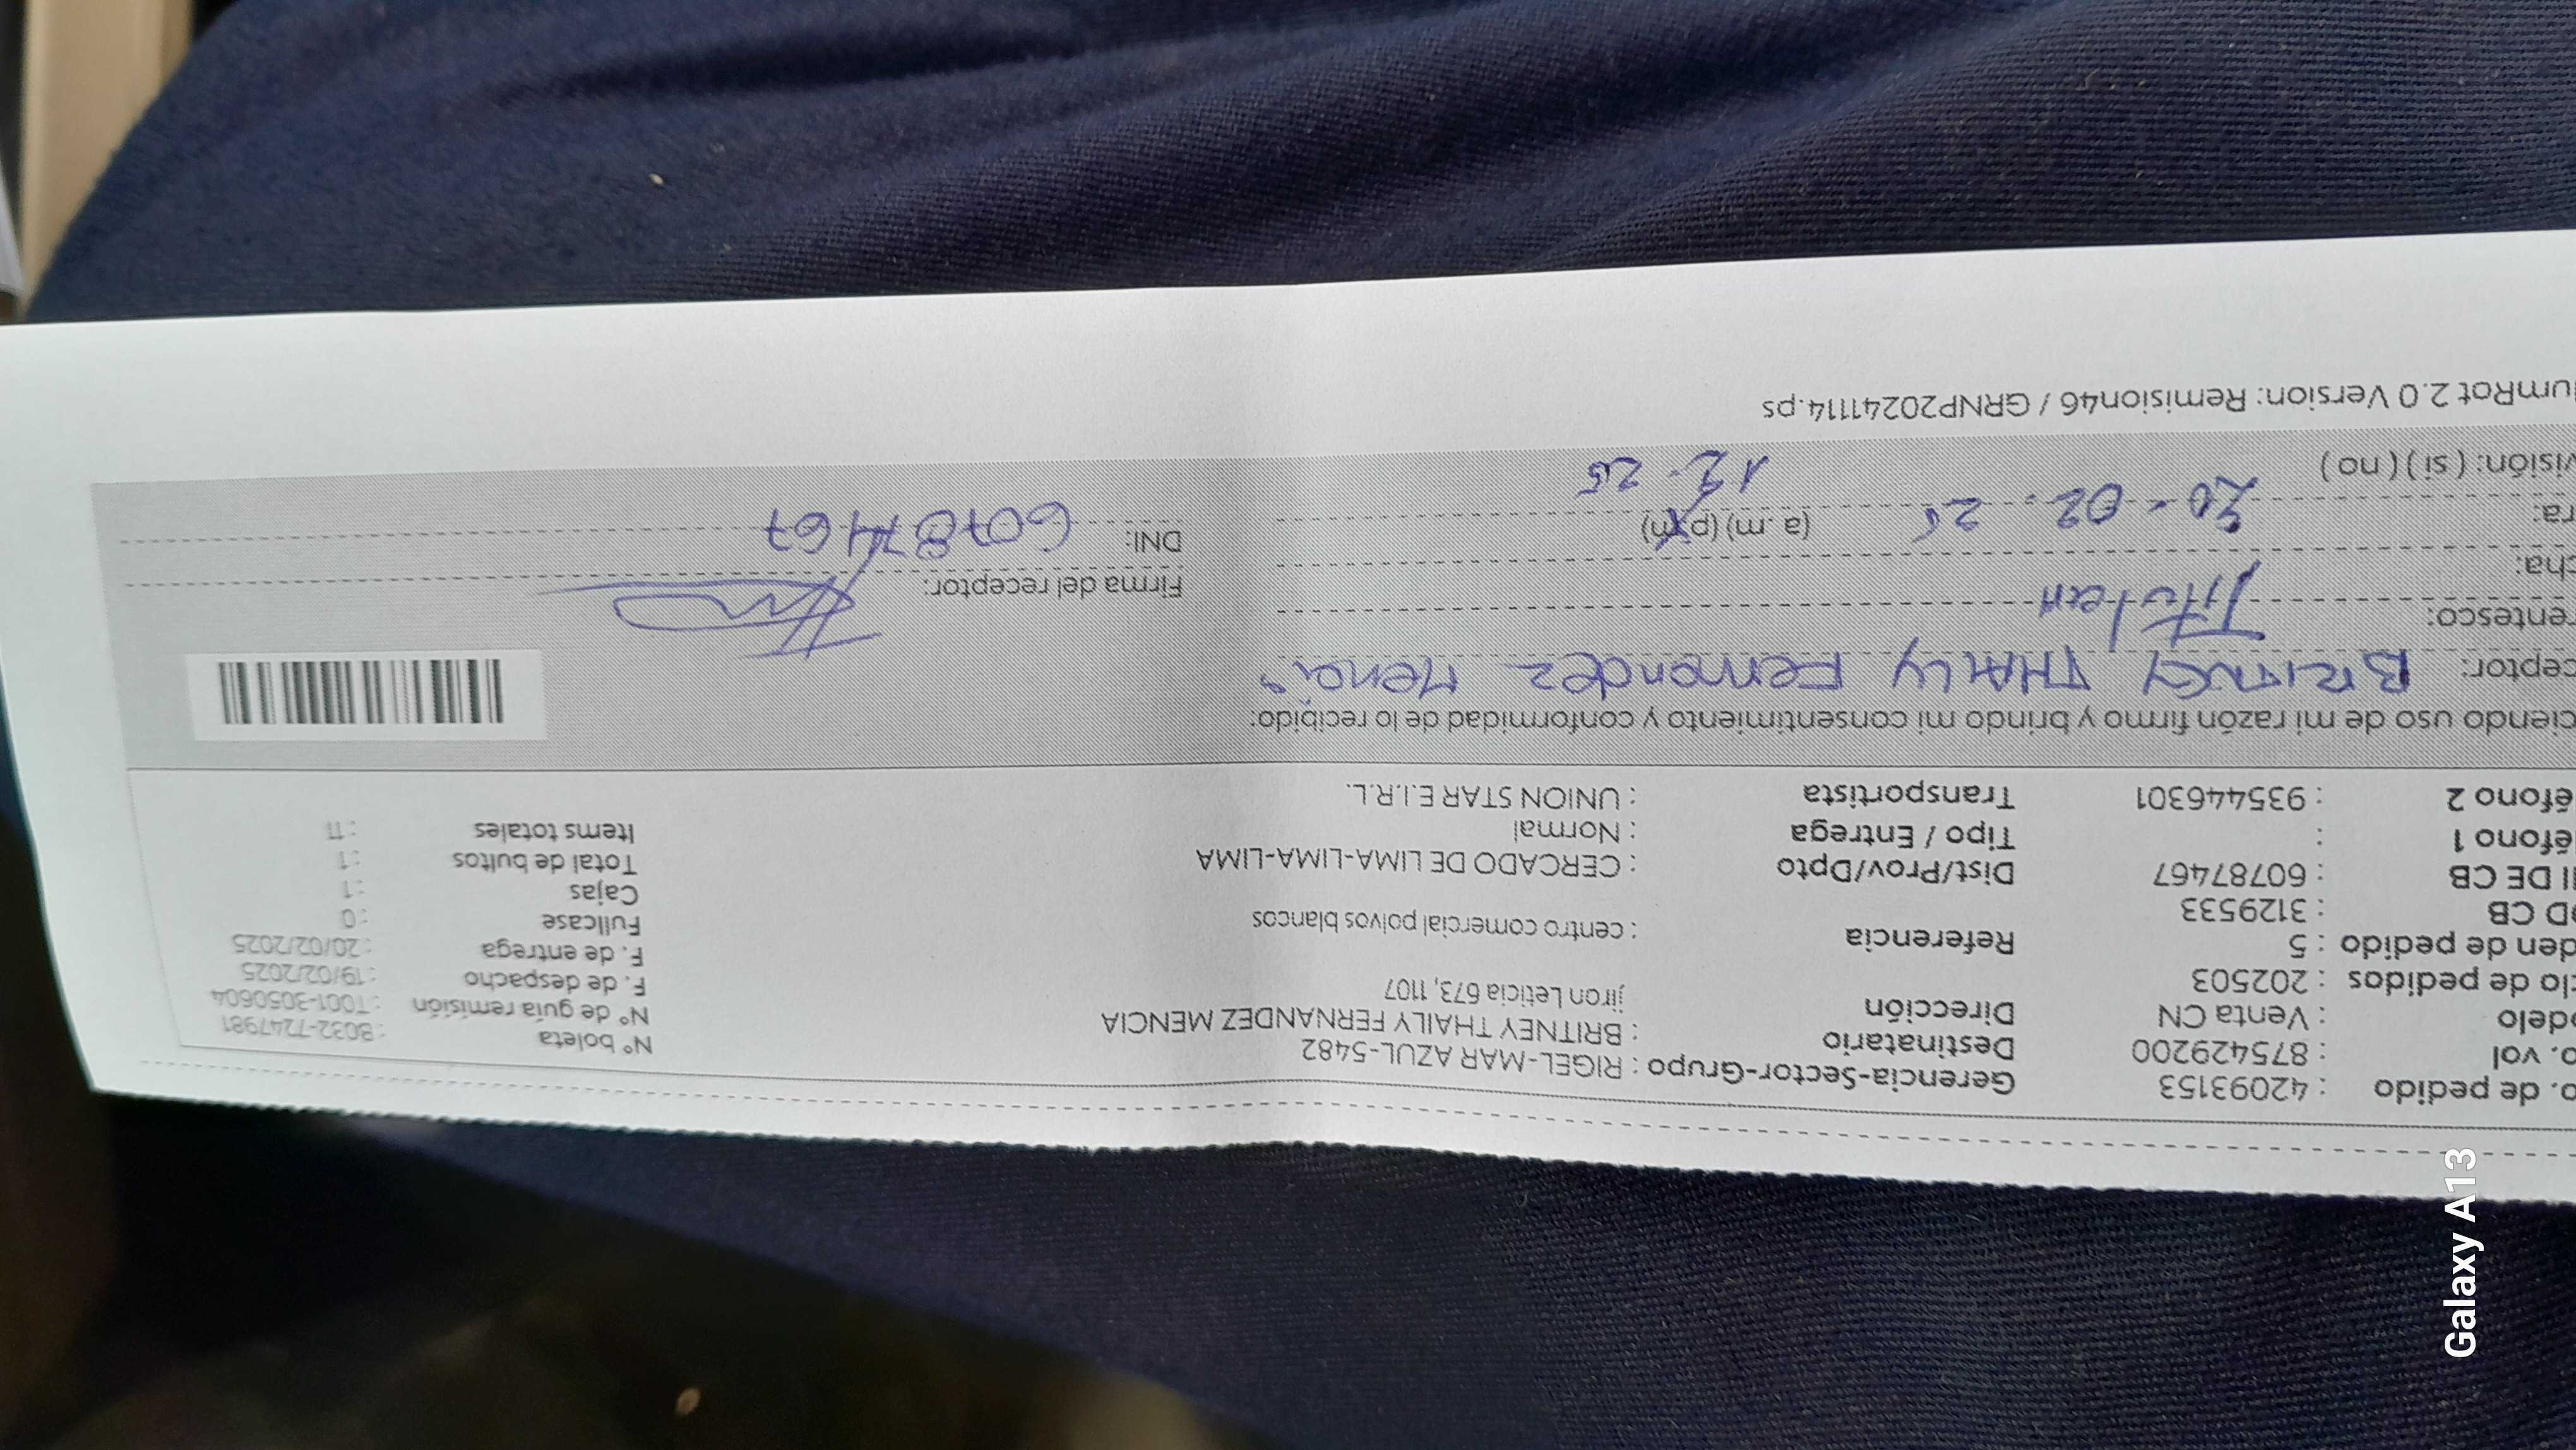 o. de pedido : 42093153 Gerencia-Sector-Grupo : RIGEL-MAR AZUL-5482 N° boleta : B032-7247981
o. vol : 875429200 Destinatario : BRITNEY THAILY FERNANDEZ MENCIA N° de guía remisión : T001-3050604
odelo : Venta CN Dirección jiron Leticia 673, 1107 F. de despacho : 19/02/2025
clo de pedidos : 202503 F. de entrega : 20/02/2025
den de pedido : 5 Referencia : centro comercial polvos blancos Fullcase : 0
OD CB : 3129533 Cajas : 1
II DE CB : 60787467 Dist/Prov/Dpto : CERCADO DE LIMA-LIMA-LIMA Total de bultos : 1
éfono 1 : Tipo / Entrega : Normal Items totales : 11
éfono 2 : 935446301 Transportista : UNION STAR E.I.R.L.
ciendo uso de mi razón firmo y brindo mi consentimiento y conformidad de lo recibido:
ceptor: BRITNEY THAILY Fernandez Mencia
entesco: Titular Firma del receptor:
cha: 20-02-25 DNI: 60787467
ra: (a. m) (p.m) 12.25
visión: ( si ) ( no )
umRot 2.0 Version: Remision46 / GRNP20241114.ps
Galaxy A13